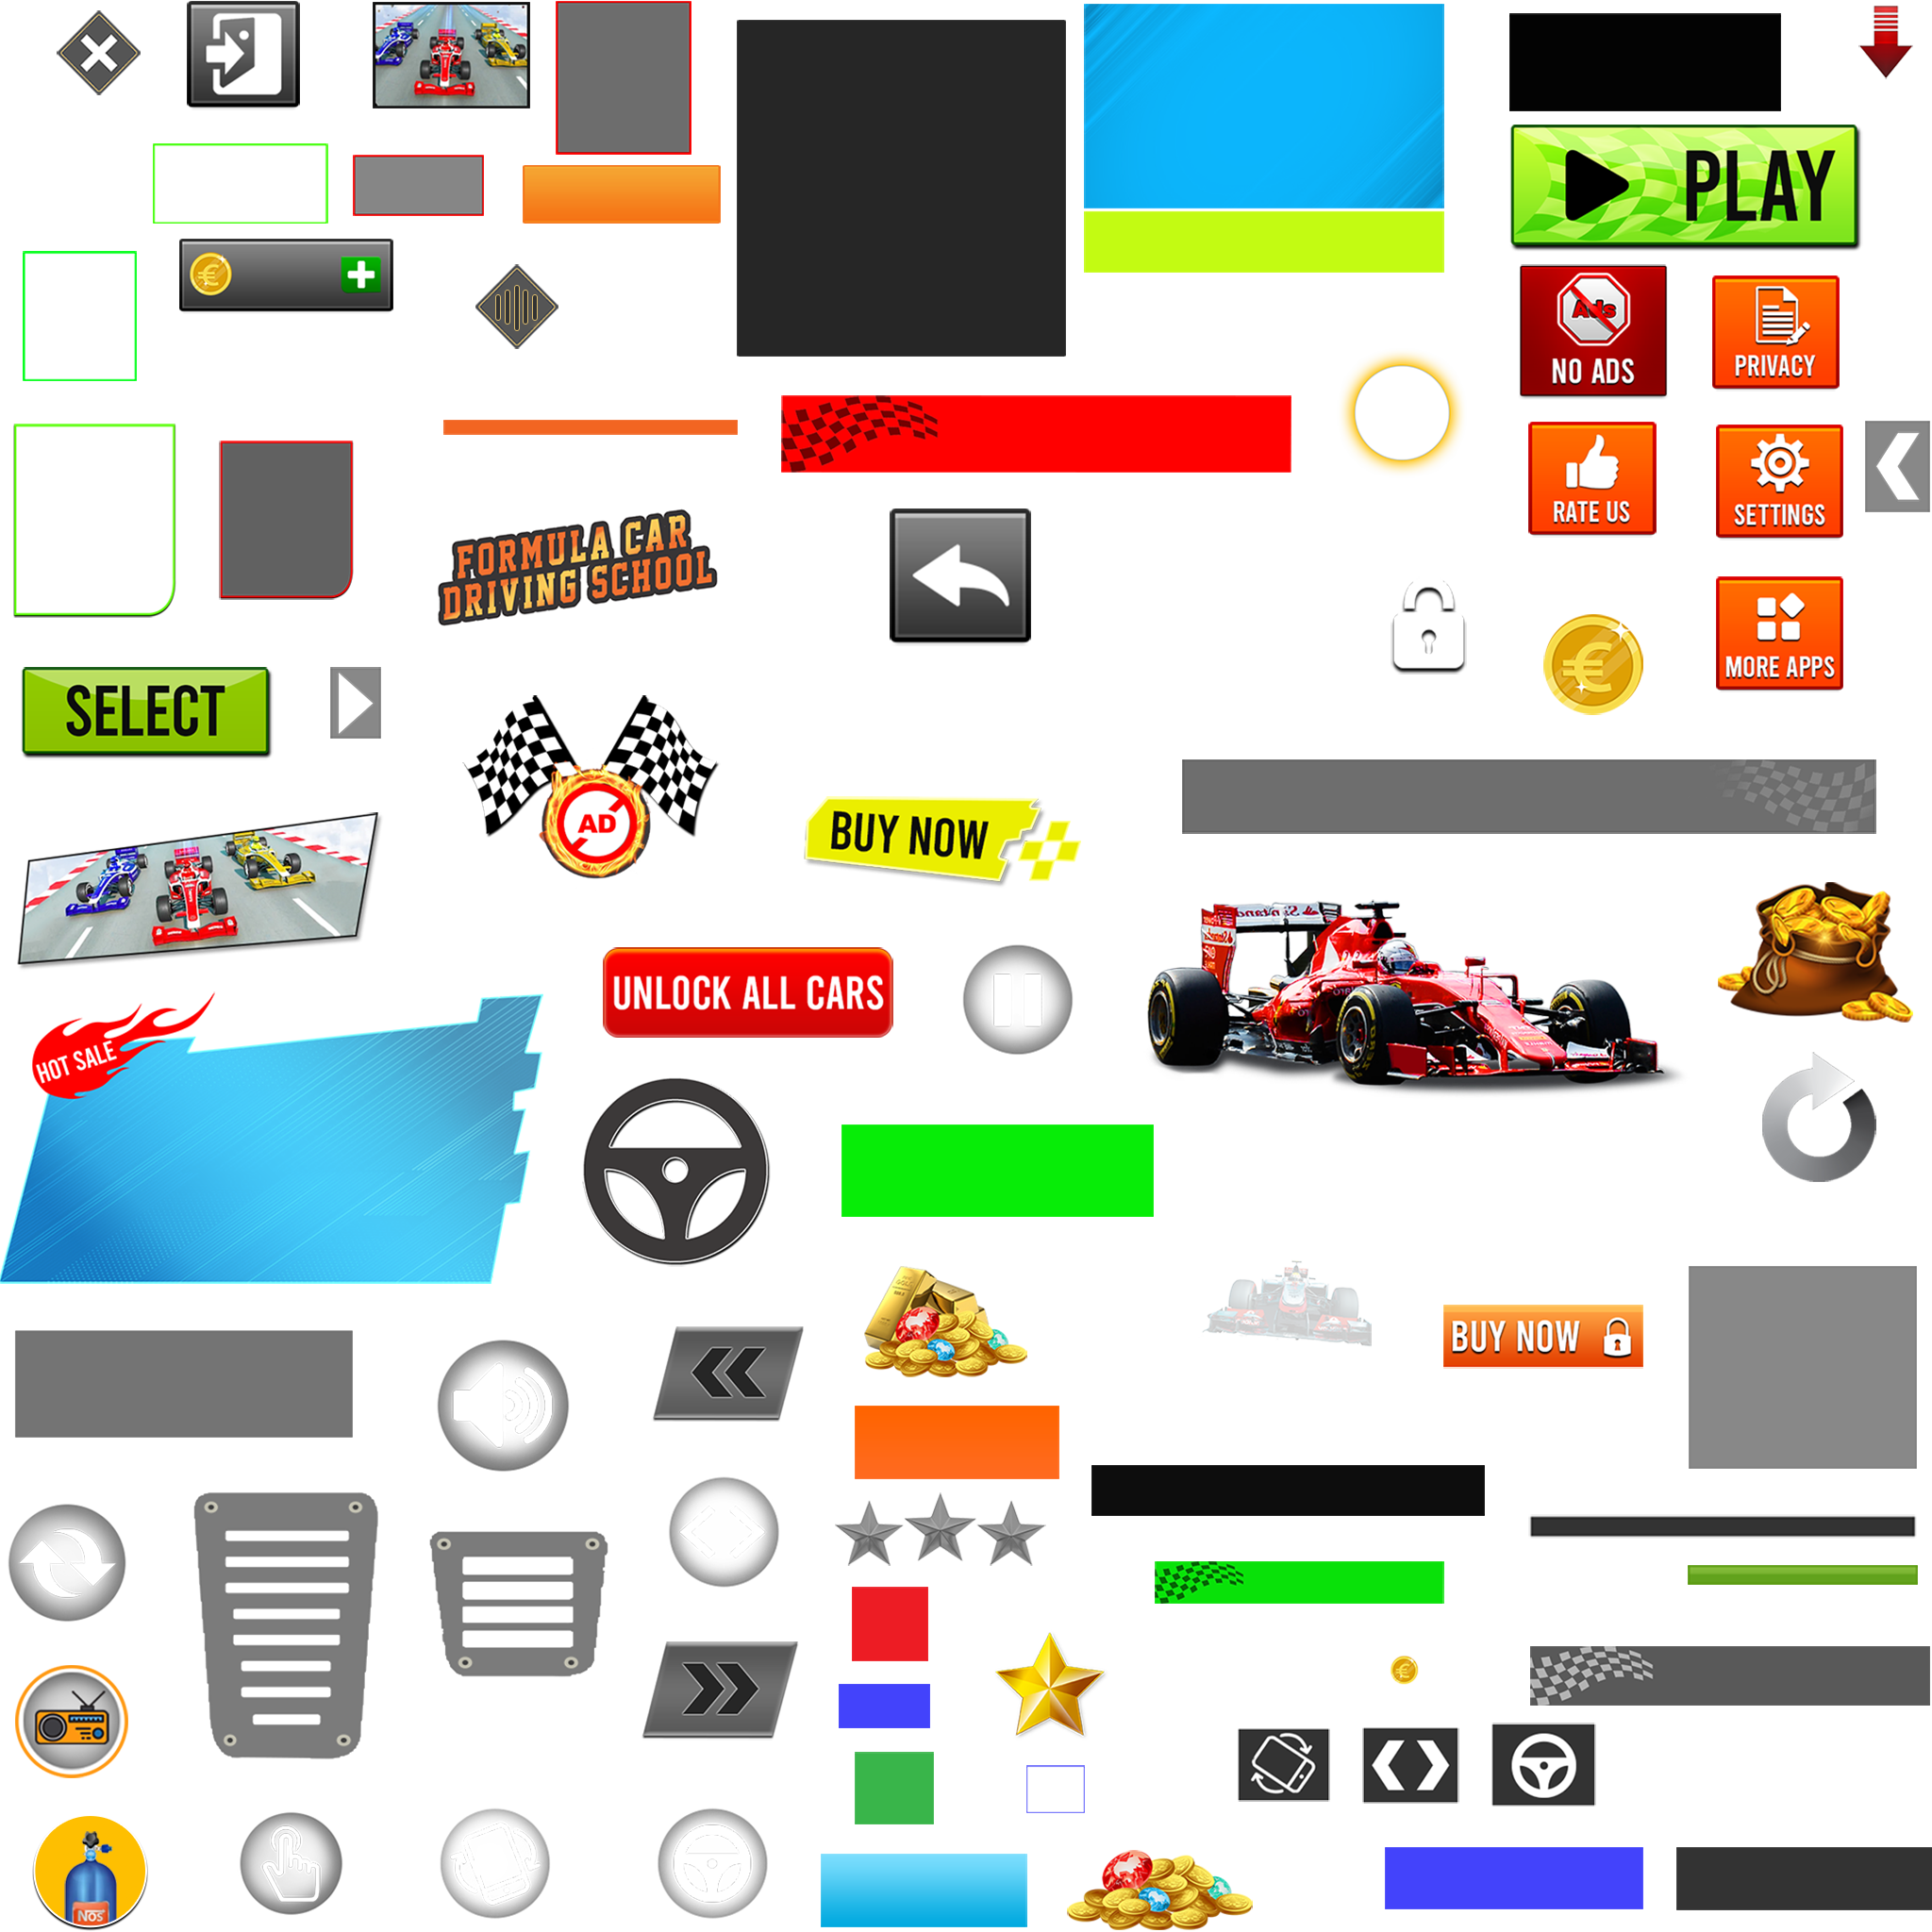 PLAY
Ads
NO ADS
PRIVACY
RATE US
SETTINGS
FORMULA CAR
DRIVING SCHOOL
MORE APPS
SELECT
AD
BUY NOW
Santander
UNLOCK ALL CARS
HOT SALE
BUY NOW
NOS